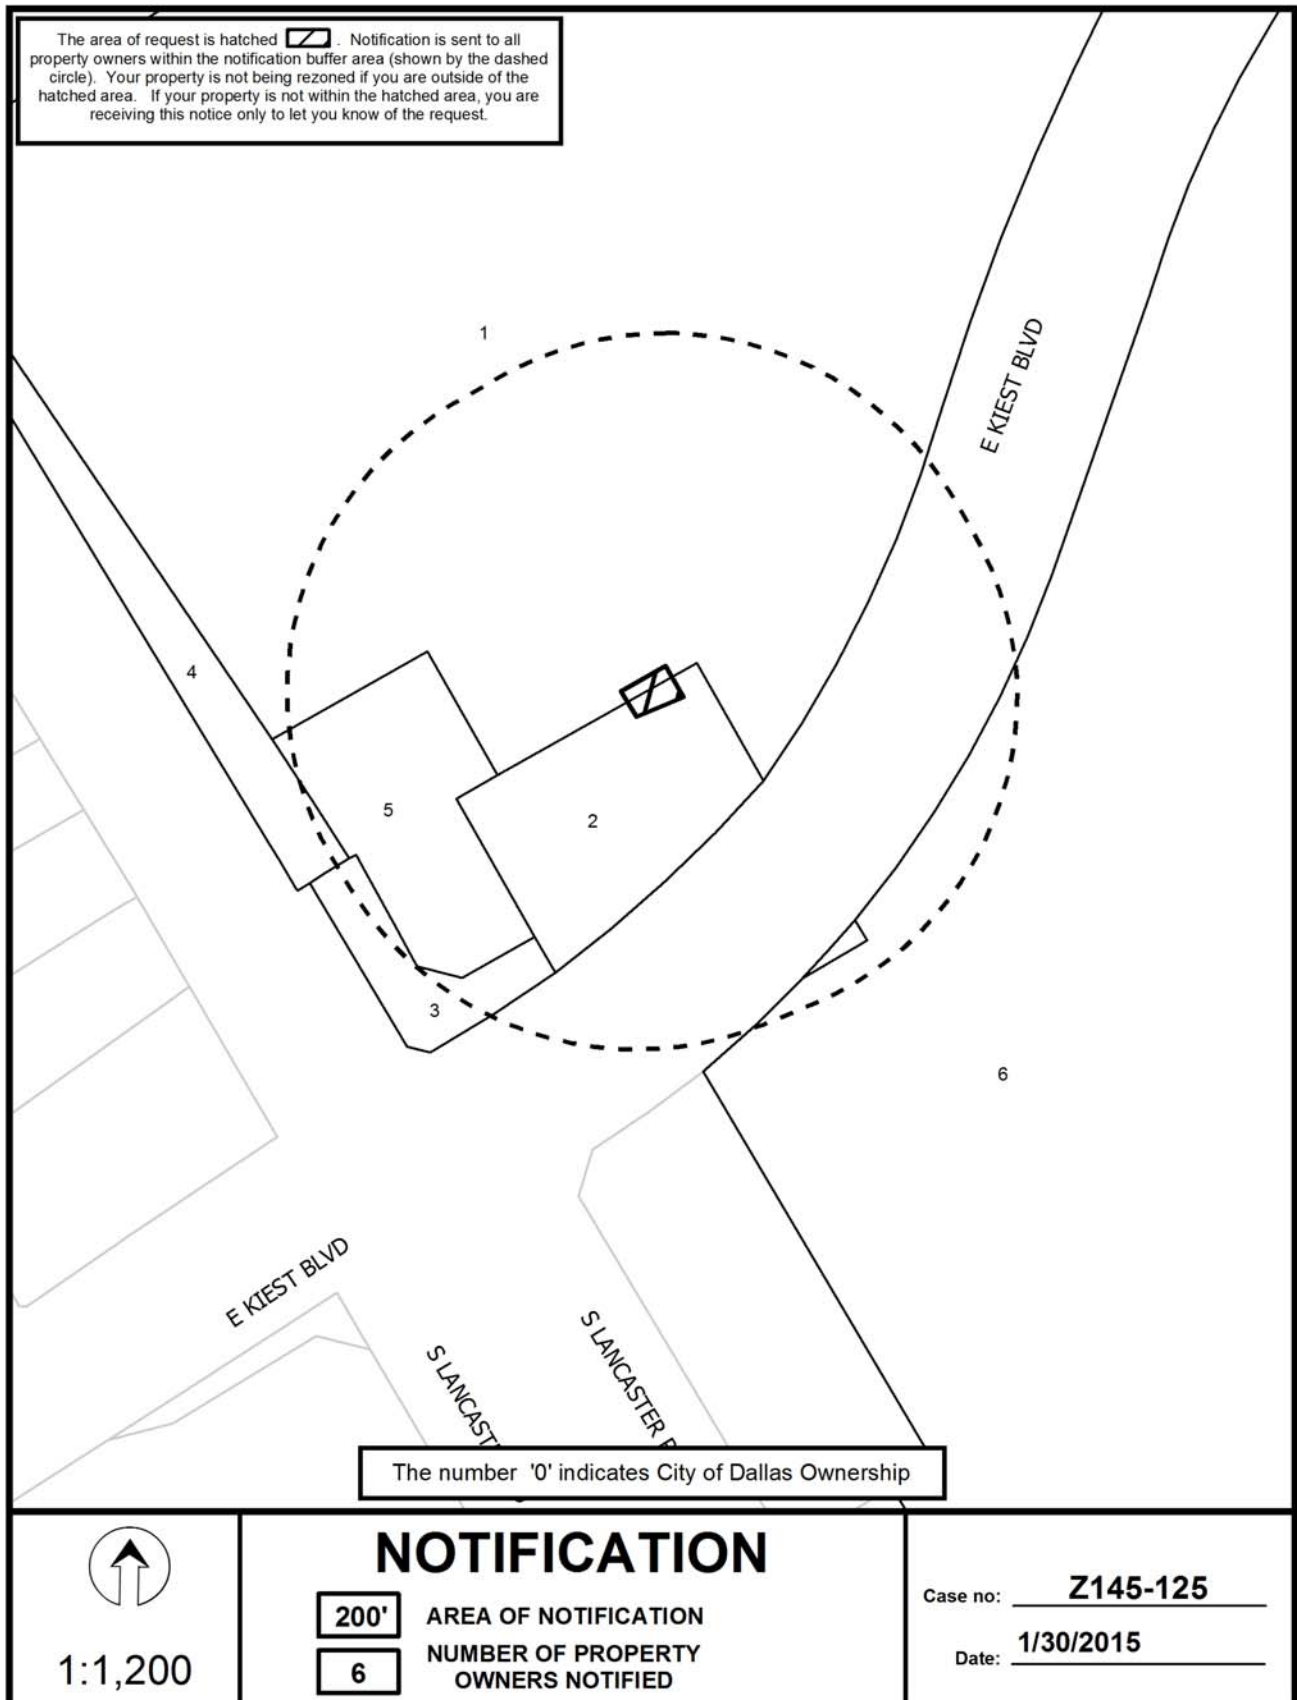 The area of request is hatched . Notification is sent to all
property owners within the notification buffer area (shown by the dashed
circle). Your property is not being rezoned if you are outside of the
hatched area. If your property is not within the hatched area, you are
receiving this notice only to let you know of the request.
1
E KIEST BLVD
4
5
2
3
6
E KIEST BLVD
S LANCAST
S LANCASTER R
The number '0' indicates City of Dallas Ownership
NOTIFICATION
200' AREA OF NOTIFICATION
6 NUMBER OF PROPERTY
OWNERS NOTIFIED
1:1,200
Case no: Z145-125
Date: 1/30/2015